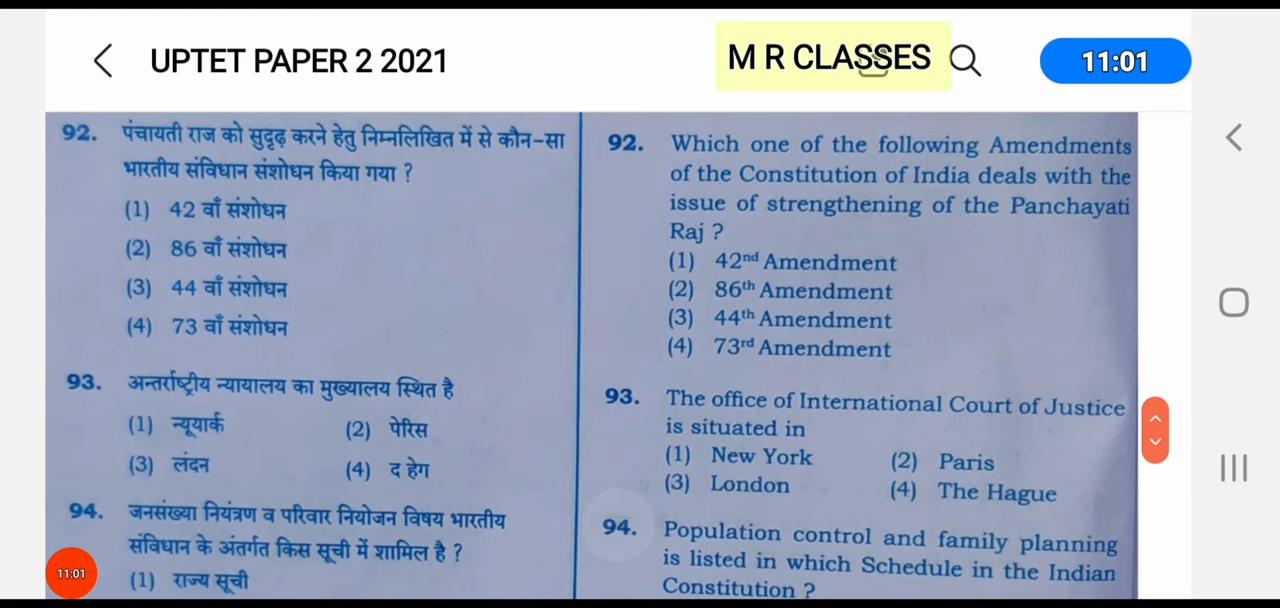 UPTET PAPER 2 2021
M R CLASSES
11:01
92. पंचायती राज को सुदृढ़ करने हेतु निम्नलिखित में से कौन-सा
भारतीय संविधान संशोधन किया गया ?
(1) 42 वाँ संशोधन
(2) 86 वाँ संशोधन
(3) 44 वाँ संशोधन
(4) 73 वाँ संशोधन
93. अन्तर्राष्ट्रीय न्यायालय का मुख्यालय स्थित है
(1) न्यूयार्क (2) पेरिस
(3) लंदन (4) द हेग
94. जनसंख्या नियंत्रण व परिवार नियोजन विषय भारतीय
संविधान के अंतर्गत किस सूची में शामिल है ?
(1) राज्य सूची
92. Which one of the following Amendments
of the Constitution of India deals with the
issue of strengthening of the Panchayati
Raj ?
(1) 42nd Amendment
(2) 86th Amendment
(3) 44th Amendment
(4) 73rd Amendment
93. The office of International Court of Justice
is situated in
(1) New York (2) Paris
(3) London (4) The Hague
94. Population control and family planning
is listed in which Schedule in the Indian
Constitution ?
11:01